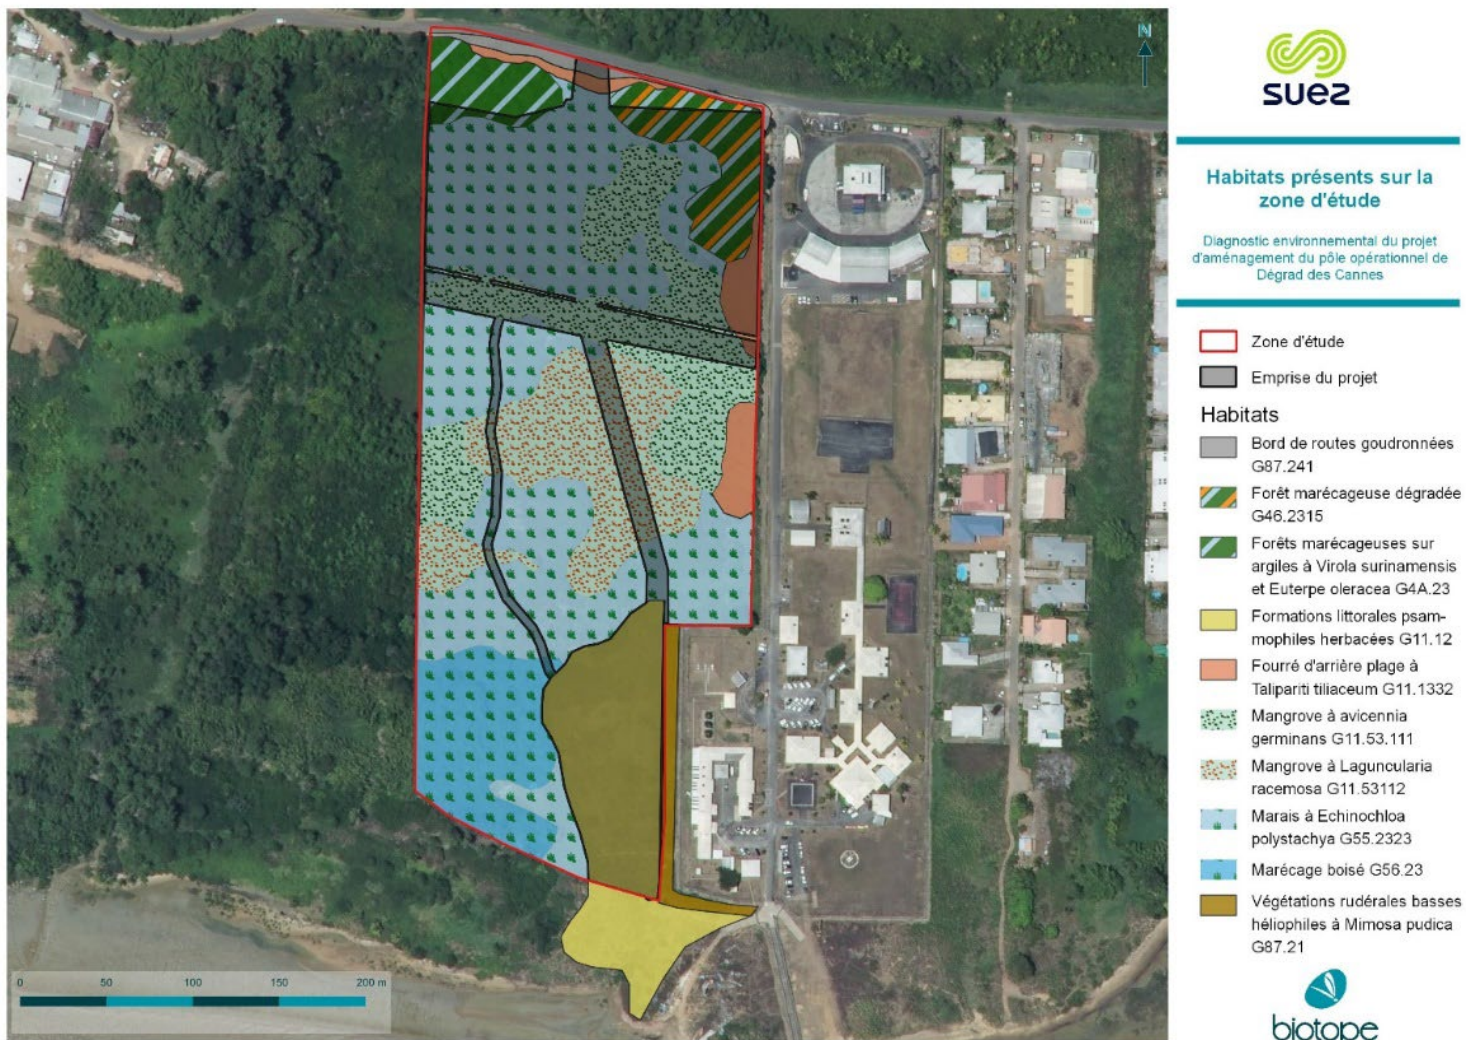 N
suez
Habitats présents sur la
zone d'étude
Diagnostic environnemental du projet
d'aménagement du pôle opérationnel de
Dégrad des Cannes
Zone d'étude
Emprise du projet
Habitats
Bord de routes goudronnées
G87.241
Forêt marécageuse dégradée
G46.2315
Forêts marécageuses sur
argiles à Virola surinamensis
et Euterpe oleracea G4A.23
Formations littorales psam-
mophiles herbacées G11.12
Fourré d'arrière plage à
Talipariti tiliaceum G11.1332
Mangrove à avicennia
germinans G11.53.111
Mangrove à Laguncularia
racemosa G11.53112
Marais à Echinochloa
polystachya G55.2323
Marécage boisé G56.23
Végétations rudérales basses
héliophiles à Mimosa pudica
G87.21
0 50 100 150 200 m
biotope